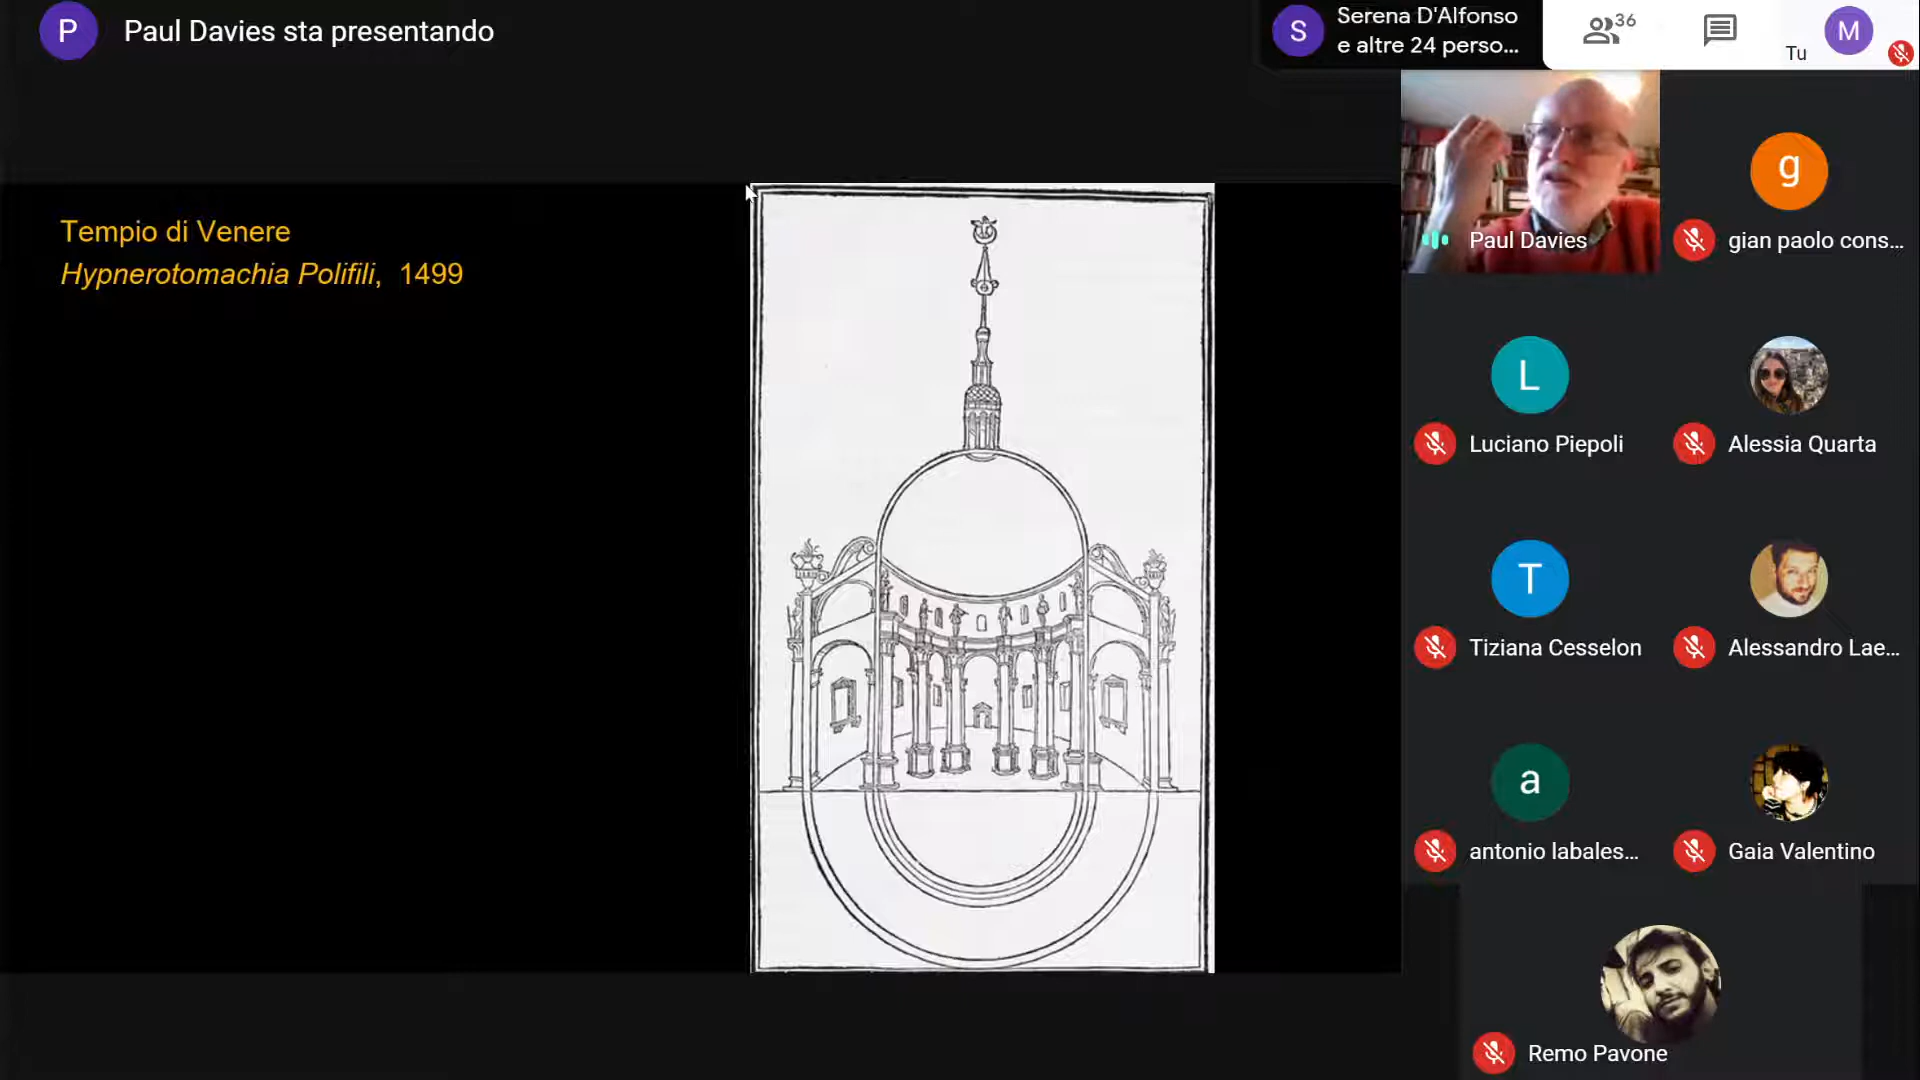 P
Paul Davies sta presentando
S
Serena D'Alfonso
e altre 24 perso...
36
Tu
M
Tempio di Venere
Hypnerotomachia Polifili, 1499
Paul Davies
g
gian paolo cons...
L
Luciano Piepoli
Alessia Quarta
T
Tiziana Cesselon
Alessandro Lae...
a
antonio labales...
Gaia Valentino
Remo Pavone